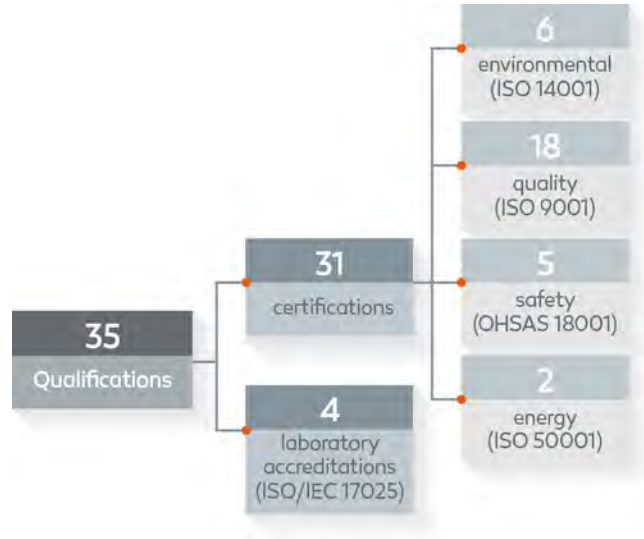 35
Qualifications
31
certifications
4
laboratory
accreditations
(ISO/IEC 17025)
6
environmental
(ISO 14001)
18
quality
(ISO 9001)
5
safety
(OHSAS 18001)
2
energy
(ISO 50001)